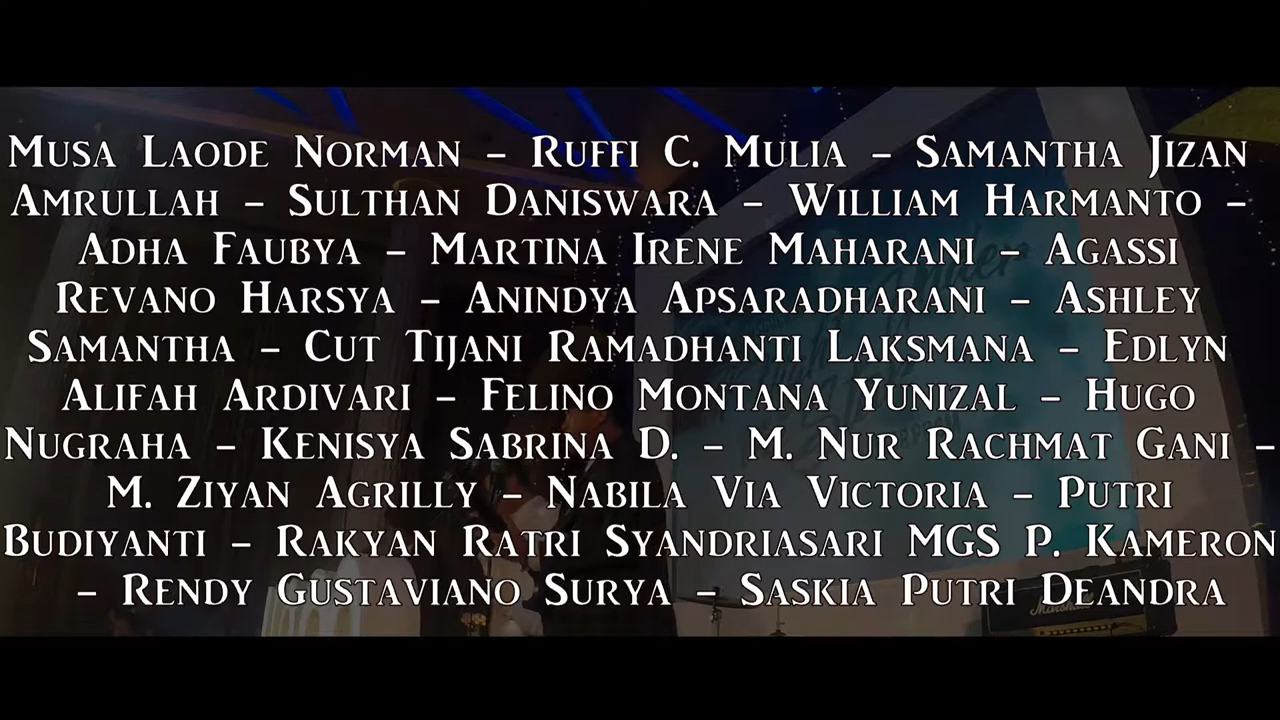 Musa Laode Norman – Ruffi C. Mulia – Samantha Jizan
Amrullah – Sulthan Daniswara – William Harmanto –
Adha Faubya – Martina Irene Maharani – Agassi
Revano Harsya – Anindya Apsaradharani – Ashley
Samantha – Cut Tijani Ramadhanti Laksmana – Edlyn
Alifah Ardivari – Felino Montana Yunizal – Hugo
Nugraha – Kenisya Sabrina D. – M. Nur Rachmat Gani –
M. Ziyan Agrilly – Nabila Via Victoria – Putri
Budiyanti – Rakyan Ratri Syandriasari MGS P. Kameron
– Rendy Gustaviano Surya – Saskia Putri Deandra
Marshall